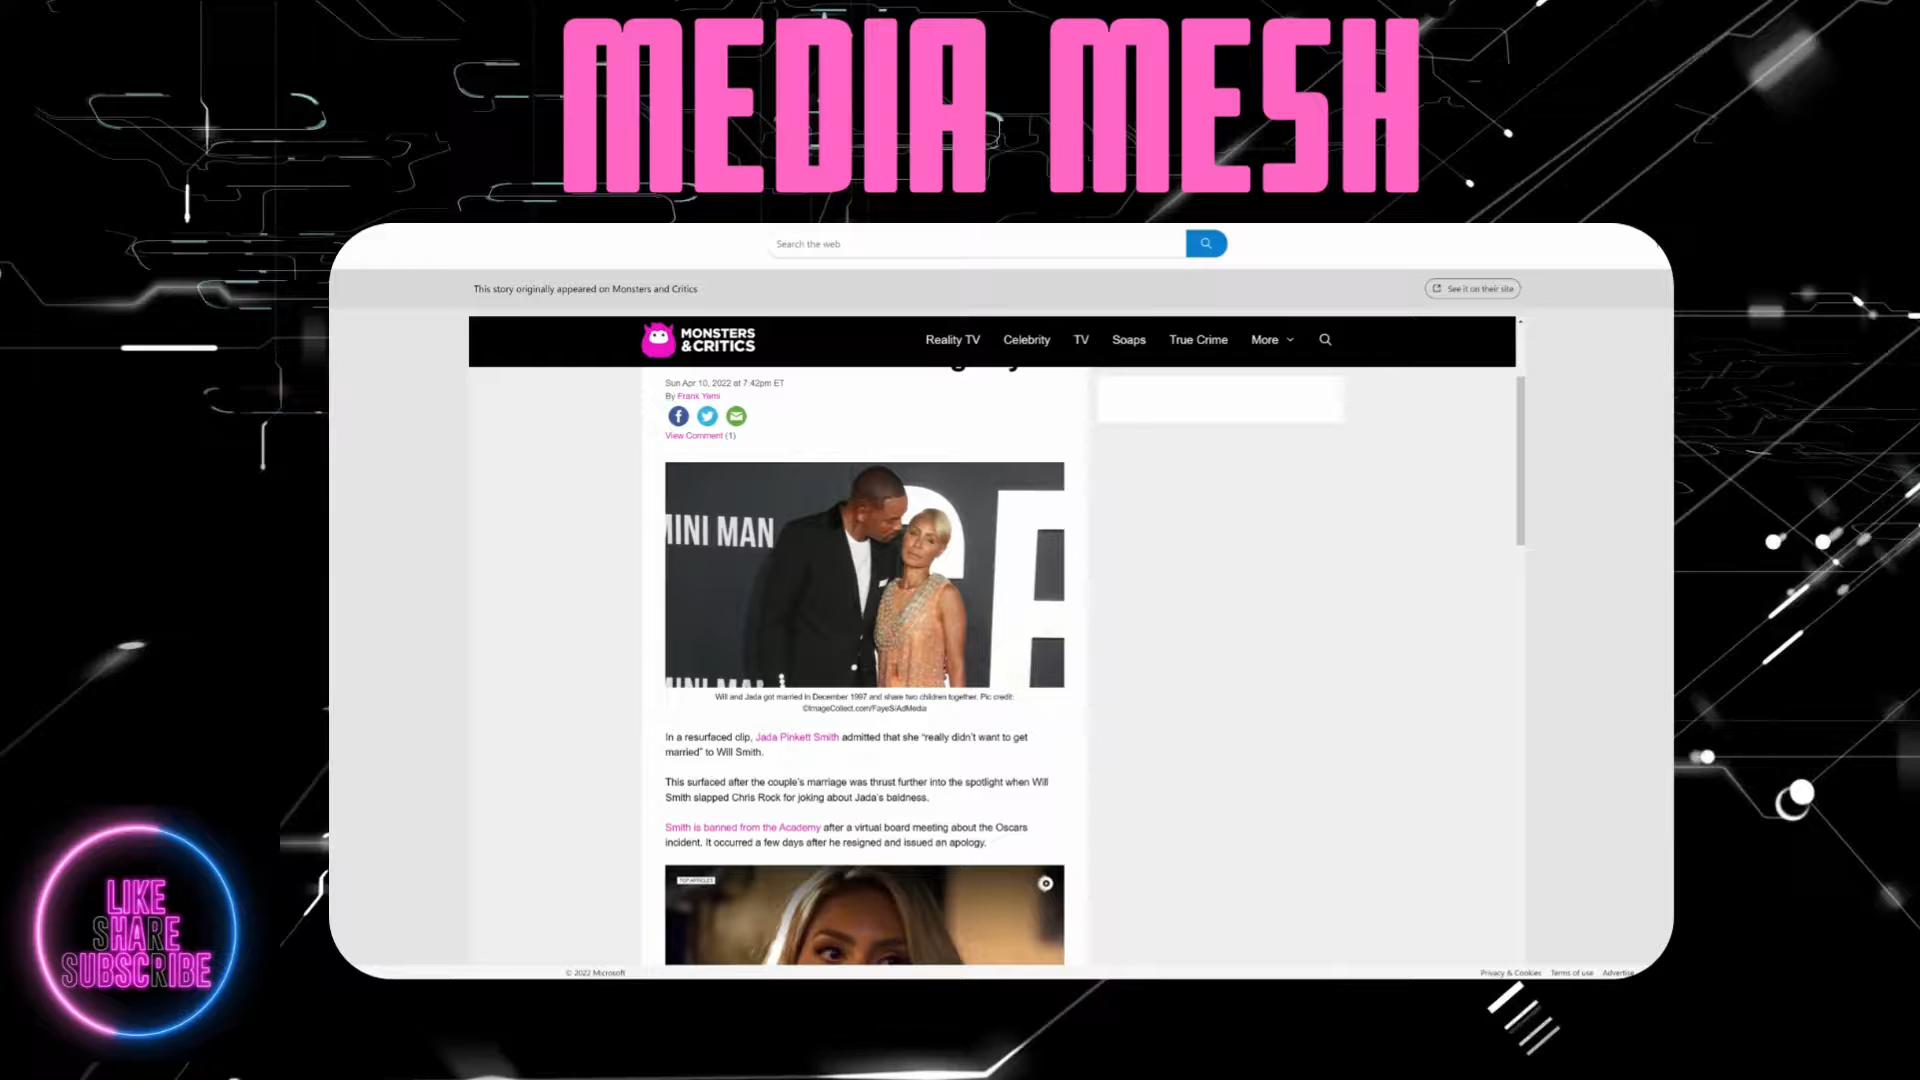 MEDIA MESH
Search the web
This story originally appeared on Monsters and Critics
See it on their site
MONSTERS
&CRITICS
Reality TV Celebrity TV Soaps True Crime More
Sun Apr 10, 2022 at 7:42pm ET
By Frank Yemi
View Comment (1)
MINI MAN
Will and Jada got married in December 1997 and share two children together. Pic credit:
©ImageCollect.com/FayeS/AdMedia
In a resurfaced clip, Jada Pinkett Smith admitted that she “really didn’t want to get
married” to Will Smith.
This surfaced after the couple’s marriage was thrust further into the spotlight when Will
Smith slapped Chris Rock for joking about Jada’s baldness.
Smith is banned from the Academy after a virtual board meeting about the Oscars
incident. It occurred a few days after he resigned and issued an apology.
TOP ARTICLES
LIKE
SHARE
SUBSCRIBE
© 2022 Microsoft
Privacy & Cookies Terms of use Advertise